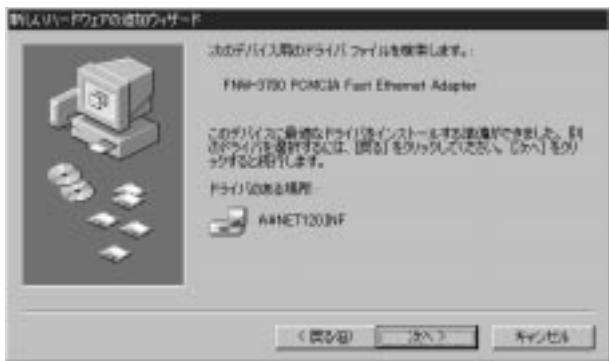 新しいハードウェアの追加ウィザード
次のデバイス用のドライバ ファイルを検索します。:
FNW-3700 PCMCIA Fast Ethernet Adapter
このデバイスに最適なドライバをインストールする準備ができました。別
のドライバを選択するには、[戻る] をクリックしてください。[次へ] をクリ
ックすると続行します。
ドライバのある場所:
A:¥NET120.INF
< 戻る(B)
次へ >
キャンセル